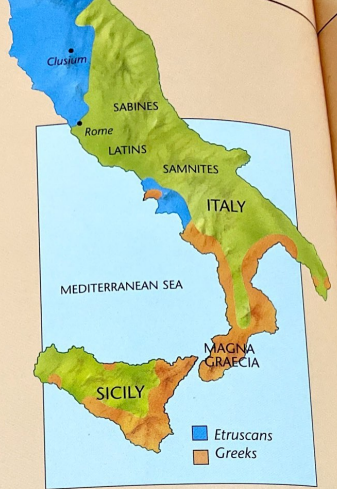 Clusium
SABINES
Rome
LATINS
SAMNITES
ITALY
MEDITERRANEAN SEA
MAGNA
GRAECIA
SICILY
Etruscans
Greeks